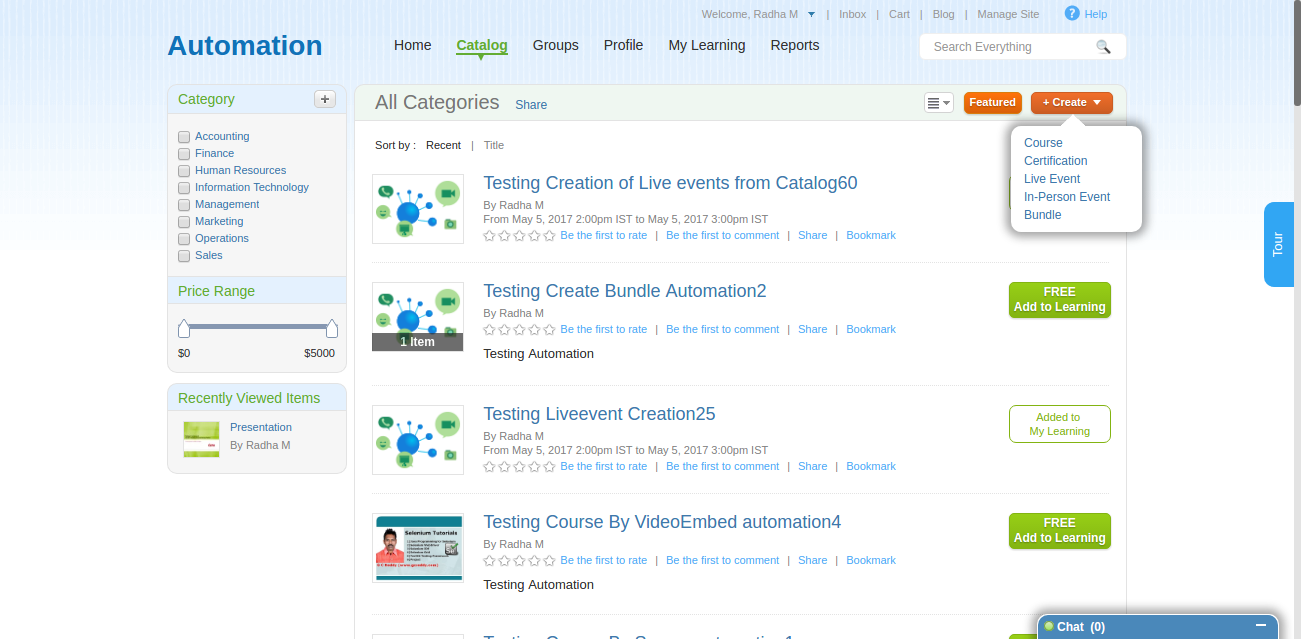 Welcome, Radha M | Inbox | Cart | Blog | Manage Site ? Help
Automation
Home Catalog Groups Profile My Learning Reports
Search Everything
Category +
Accounting
Finance
Human Resources
Information Technology
Management
Marketing
Operations
Sales
Price Range
$0 $5000
Recently Viewed Items
Presentation
By Radha M
All Categories Share
Featured + Create
Course
Certification
Live Event
In-Person Event
Bundle
Sort by : Recent | Title
Testing Creation of Live events from Catalog60
By Radha M
From May 5, 2017 2:00pm IST to May 5, 2017 3:00pm IST
Be the first to rate | Be the first to comment | Share | Bookmark
Testing Create Bundle Automation2
By Radha M
Be the first to rate | Be the first to comment | Share | Bookmark
1 Item
Testing Automation
FREE
Add to Learning
Testing Liveevent Creation25
By Radha M
From May 5, 2017 2:00pm IST to May 5, 2017 3:00pm IST
Be the first to rate | Be the first to comment | Share | Bookmark
Added to
My Learning
Selenium Tutorials
Testing Course By VideoEmbed automation4
By Radha M
Be the first to rate | Be the first to comment | Share | Bookmark
Testing Automation
FREE
Add to Learning
Tour
Chat (0)